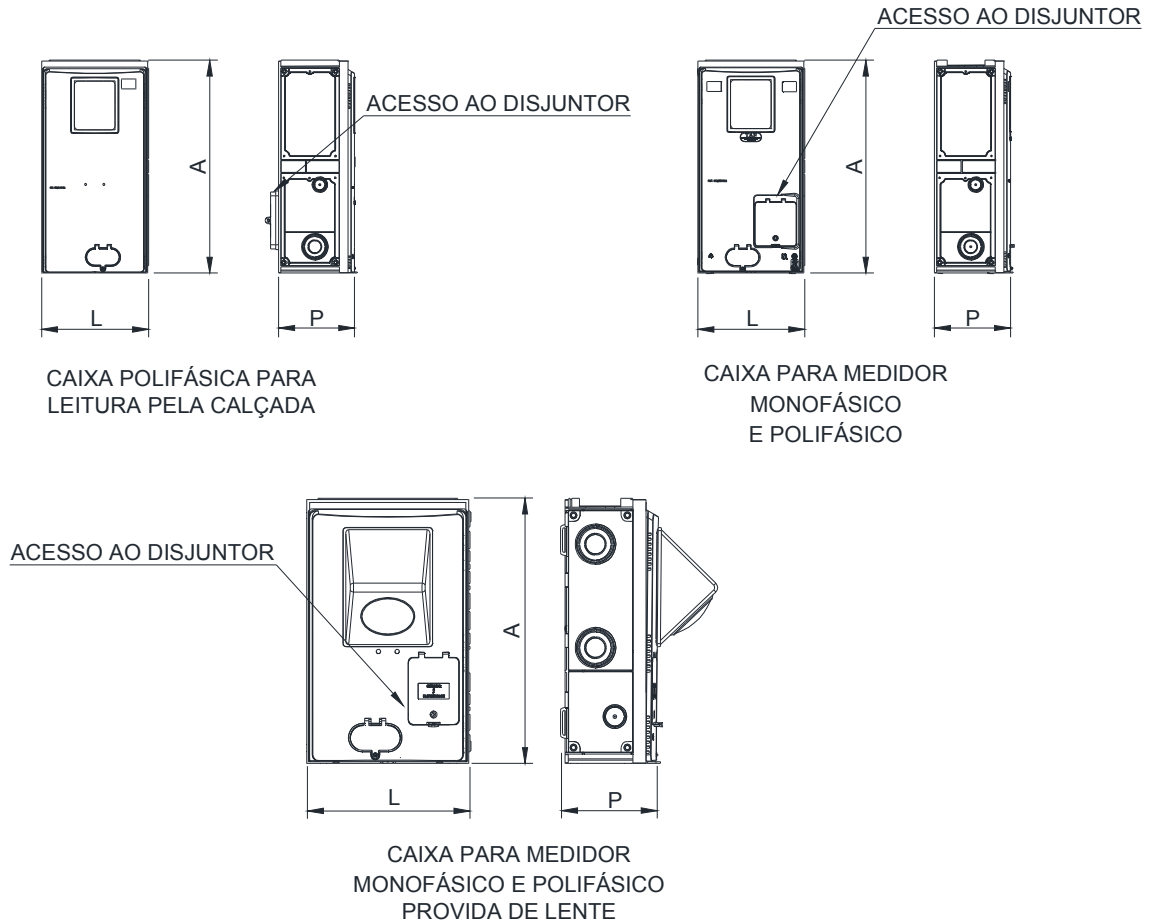 ACESSO AO DISJUNTOR
ACESSO AO DISJUNTOR
A
A
L
P
L
P
CAIXA POLIFÁSICA PARA
LEITURA PELA CALÇADA
CAIXA PARA MEDIDOR
MONOFÁSICO
E POLIFÁSICO
ACESSO AO DISJUNTOR
A
L
P
CAIXA PARA MEDIDOR
MONOFÁSICO E POLIFÁSICO
PROVIDA DE LENTE